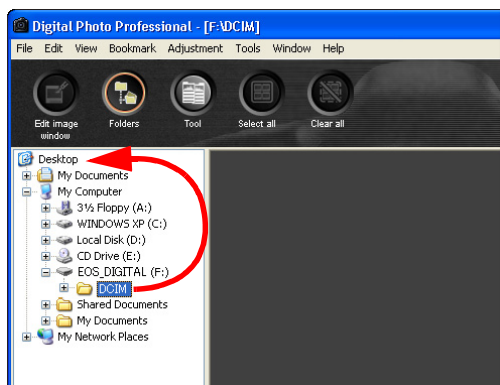 Digital Photo Professional - [F:\DCIM]
File Edit View Bookmark Adjustment Tools Window Help
Edit image window
Folders
Tool
Select all
Clear all
Desktop
My Documents
My Computer
3½ Floppy (A:)
WINDOWS XP (C:)
Local Disk (D:)
CD Drive (E:)
EOS_DIGITAL (F:)
DCIM
Shared Documents
My Documents
My Network Places